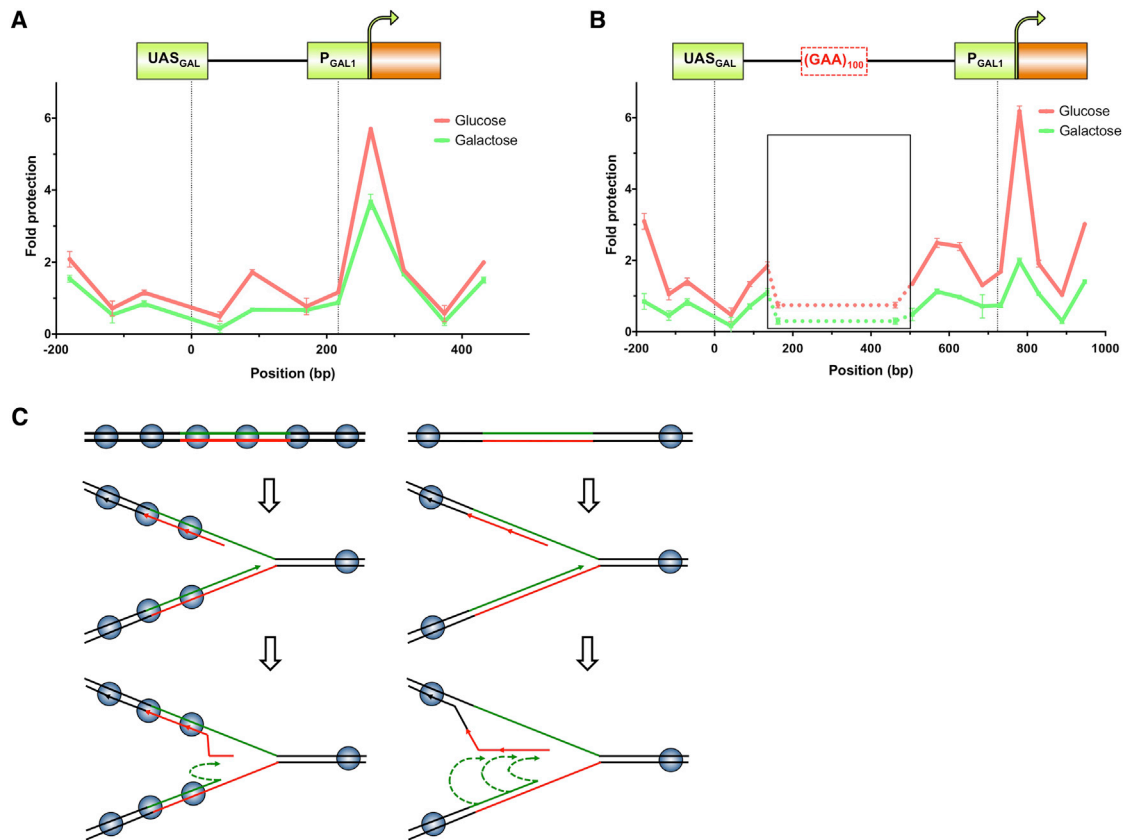 A
UAS_GAL
P_GAL1
Fold protection
6
4
2
0
-200
0
200
400
Position (bp)
Glucose
Galactose
B
UAS_GAL
(GAA)_100
P_GAL1
Fold protection
6
4
2
0
-200
0
200
400
600
800
1000
Position (bp)
Glucose
Galactose
C